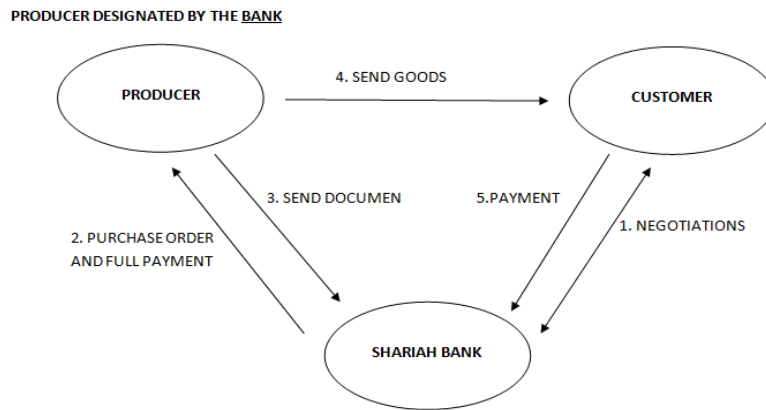 PRODUCER DESIGNATED BY THE BANK
4. SEND GOODS
PRODUCER
CUSTOMER
3. SEND DOCUMEN
5.PAYMENT
1. NEGOTIATIONS
2. PURCHASE ORDER
AND FULL PAYMENT
SHARIAH BANK